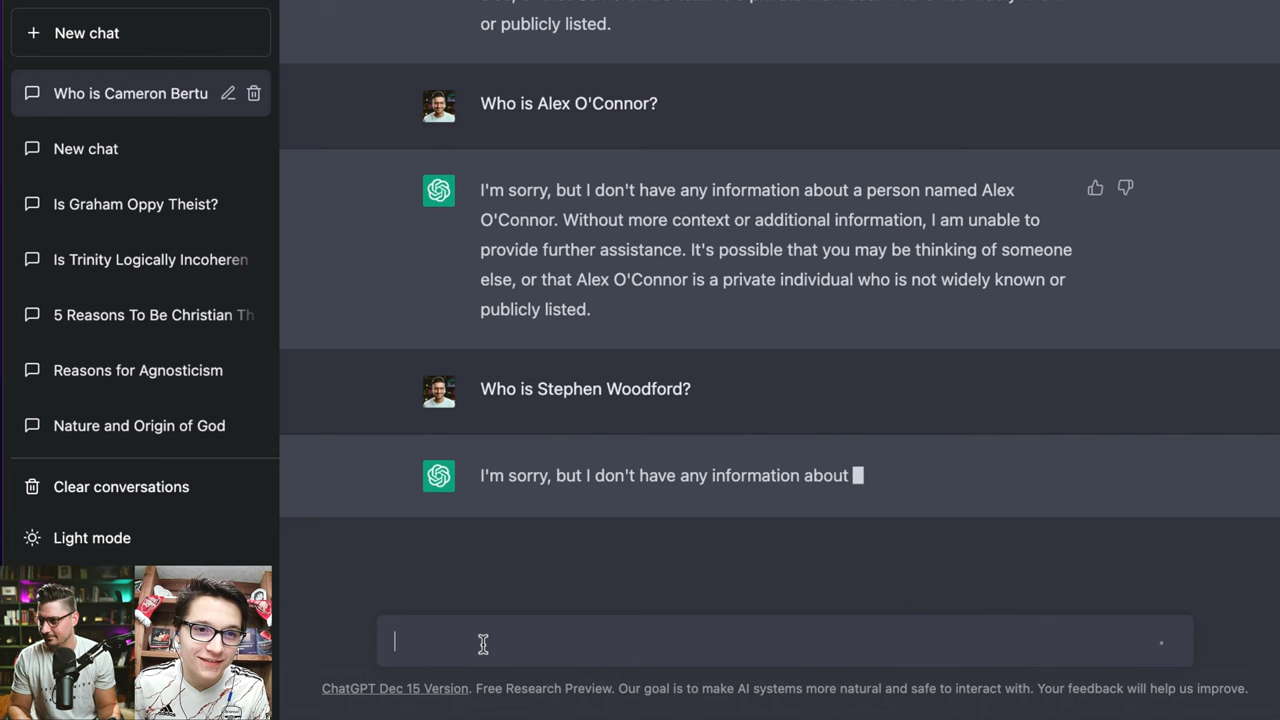 New chat
Who is Cameron Bertu
New chat
Is Graham Oppy Theist?
Is Trinity Logically Incoheren
5 Reasons To Be Christian Th
Reasons for Agnosticism
Nature and Origin of God
Clear conversations
Light mode
or publicly listed.
Who is Alex O'Connor?
I'm sorry, but I don't have any information about a person named Alex
O'Connor. Without more context or additional information, I am unable to
provide further assistance. It's possible that you may be thinking of someone
else, or that Alex O'Connor is a private individual who is not widely known or
publicly listed.
Who is Stephen Woodford?
I'm sorry, but I don't have any information about
ChatGPT Dec 15 Version. Free Research Preview. Our goal is to make AI systems more natural and safe to interact with. Your feedback will help us improve.
adidas